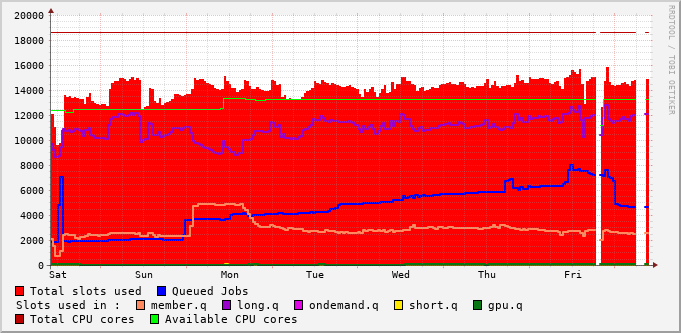 20000
18000
16000
14000
12000
10000
8000
6000
4000
2000
0
Sat Sun Mon Tue Wed Thu Fri
RRDTOOL / TOBI OETIKER
Total slots used Queued Jobs
Slots used in : member.q long.q ondemand.q short.q gpu.q
Total CPU cores Available CPU cores